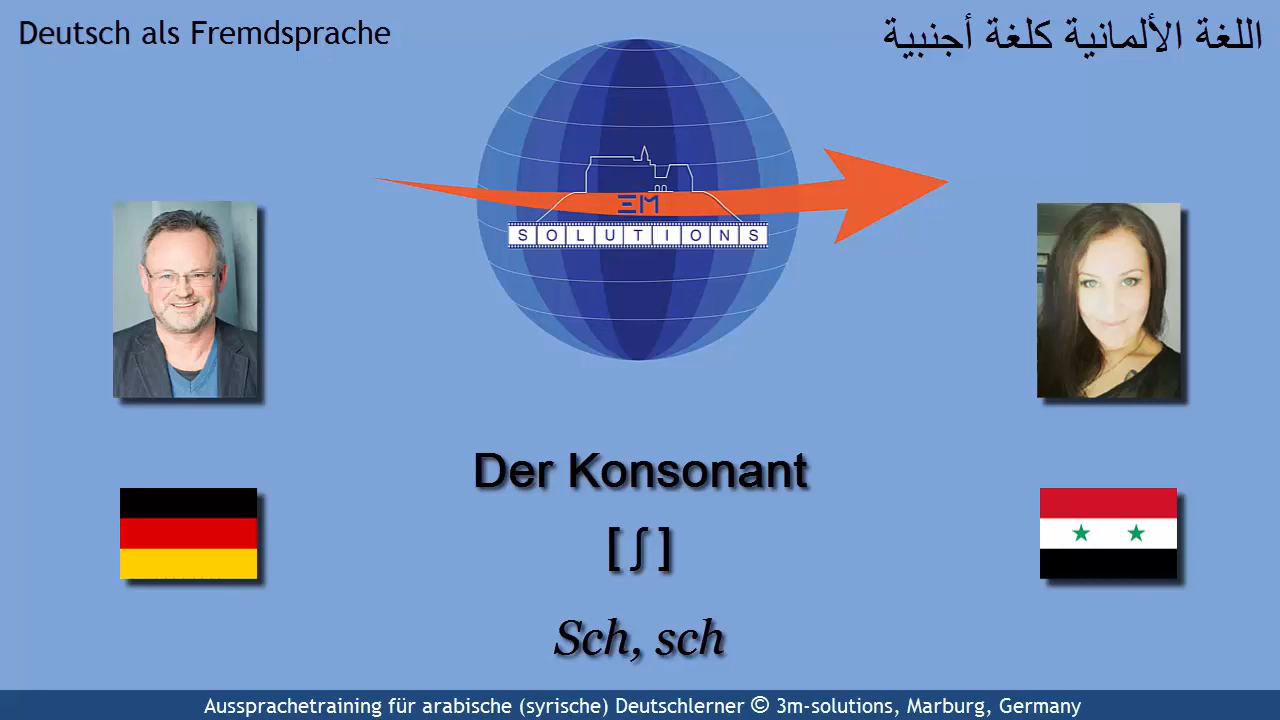 Deutsch als Fremdsprache
اللغة الألمانية كلغة أجنبية
3M
SOLUTIONS
Der Konsonant
[ ʃ ]
Sch, sch
Aussprachetraining für arabische (syrische) Deutschlerner © 3m-solutions, Marburg, Germany